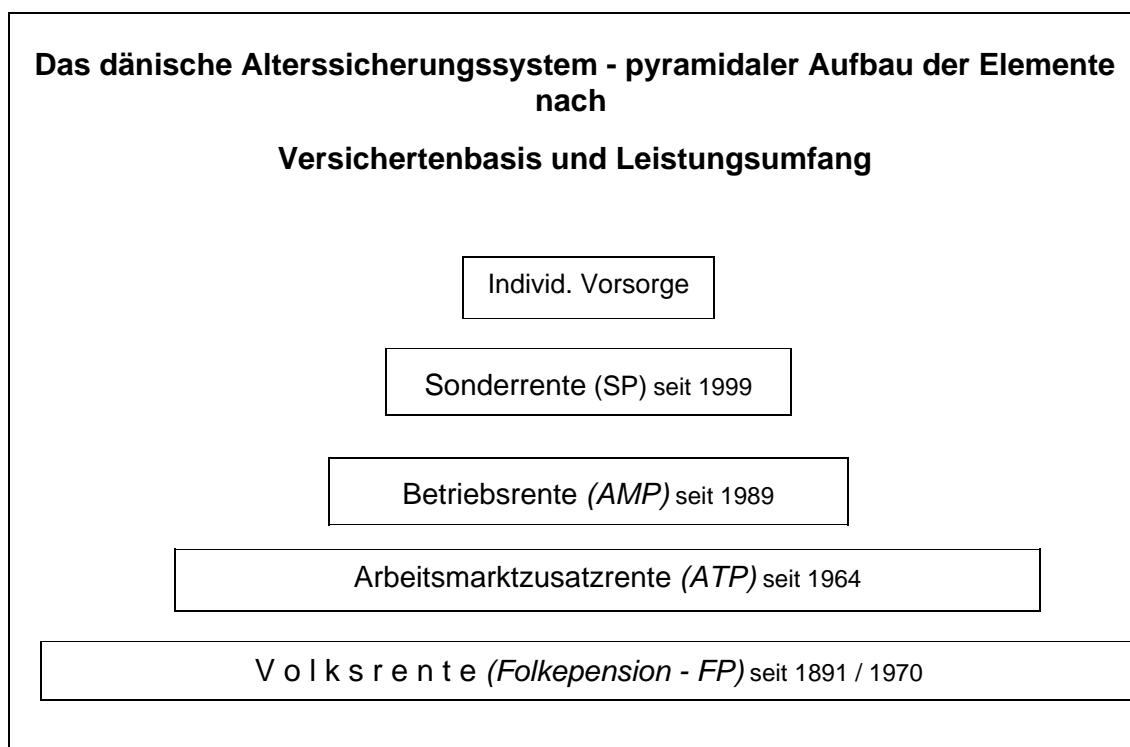 Das dänische Alterssicherungssystem - pyramidaler Aufbau der Elemente
nach
Versichertenbasis und Leistungsumfang
Individ. Vorsorge
Sonderrente (SP) seit 1999
Betriebsrente (AMP) seit 1989
Arbeitsmarktzusatzrente (ATP) seit 1964
V o l k s r e n t e (Folkepension - FP) seit 1891 / 1970